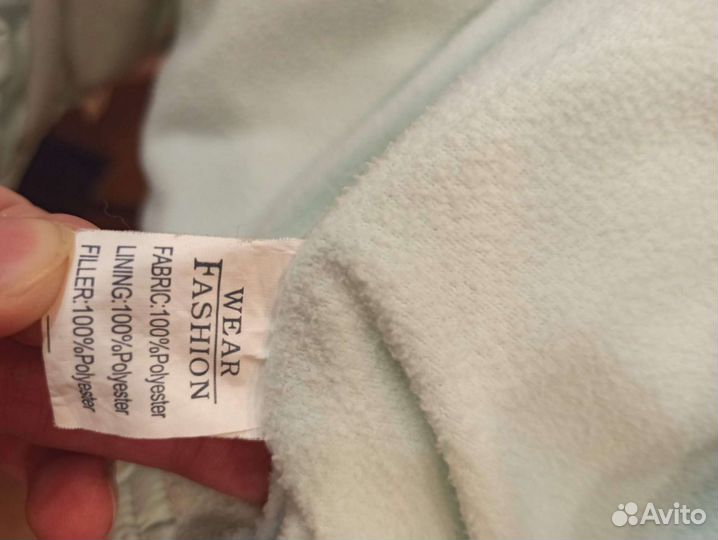 WEAR
FASHION
FABRIC:100%Polyester
LINING:100%Polyester
FILLER:100%Polyester
Avito